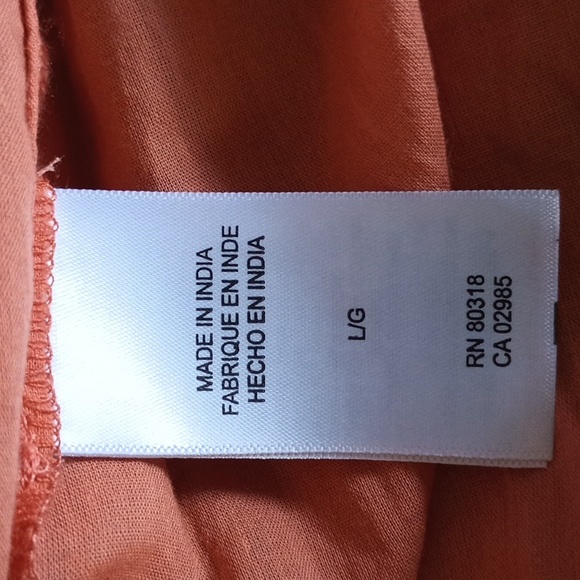 MADE IN INDIA
FABRIQUE EN INDE
HECHO EN INDIA
L/G
RN 80318
CA 02985